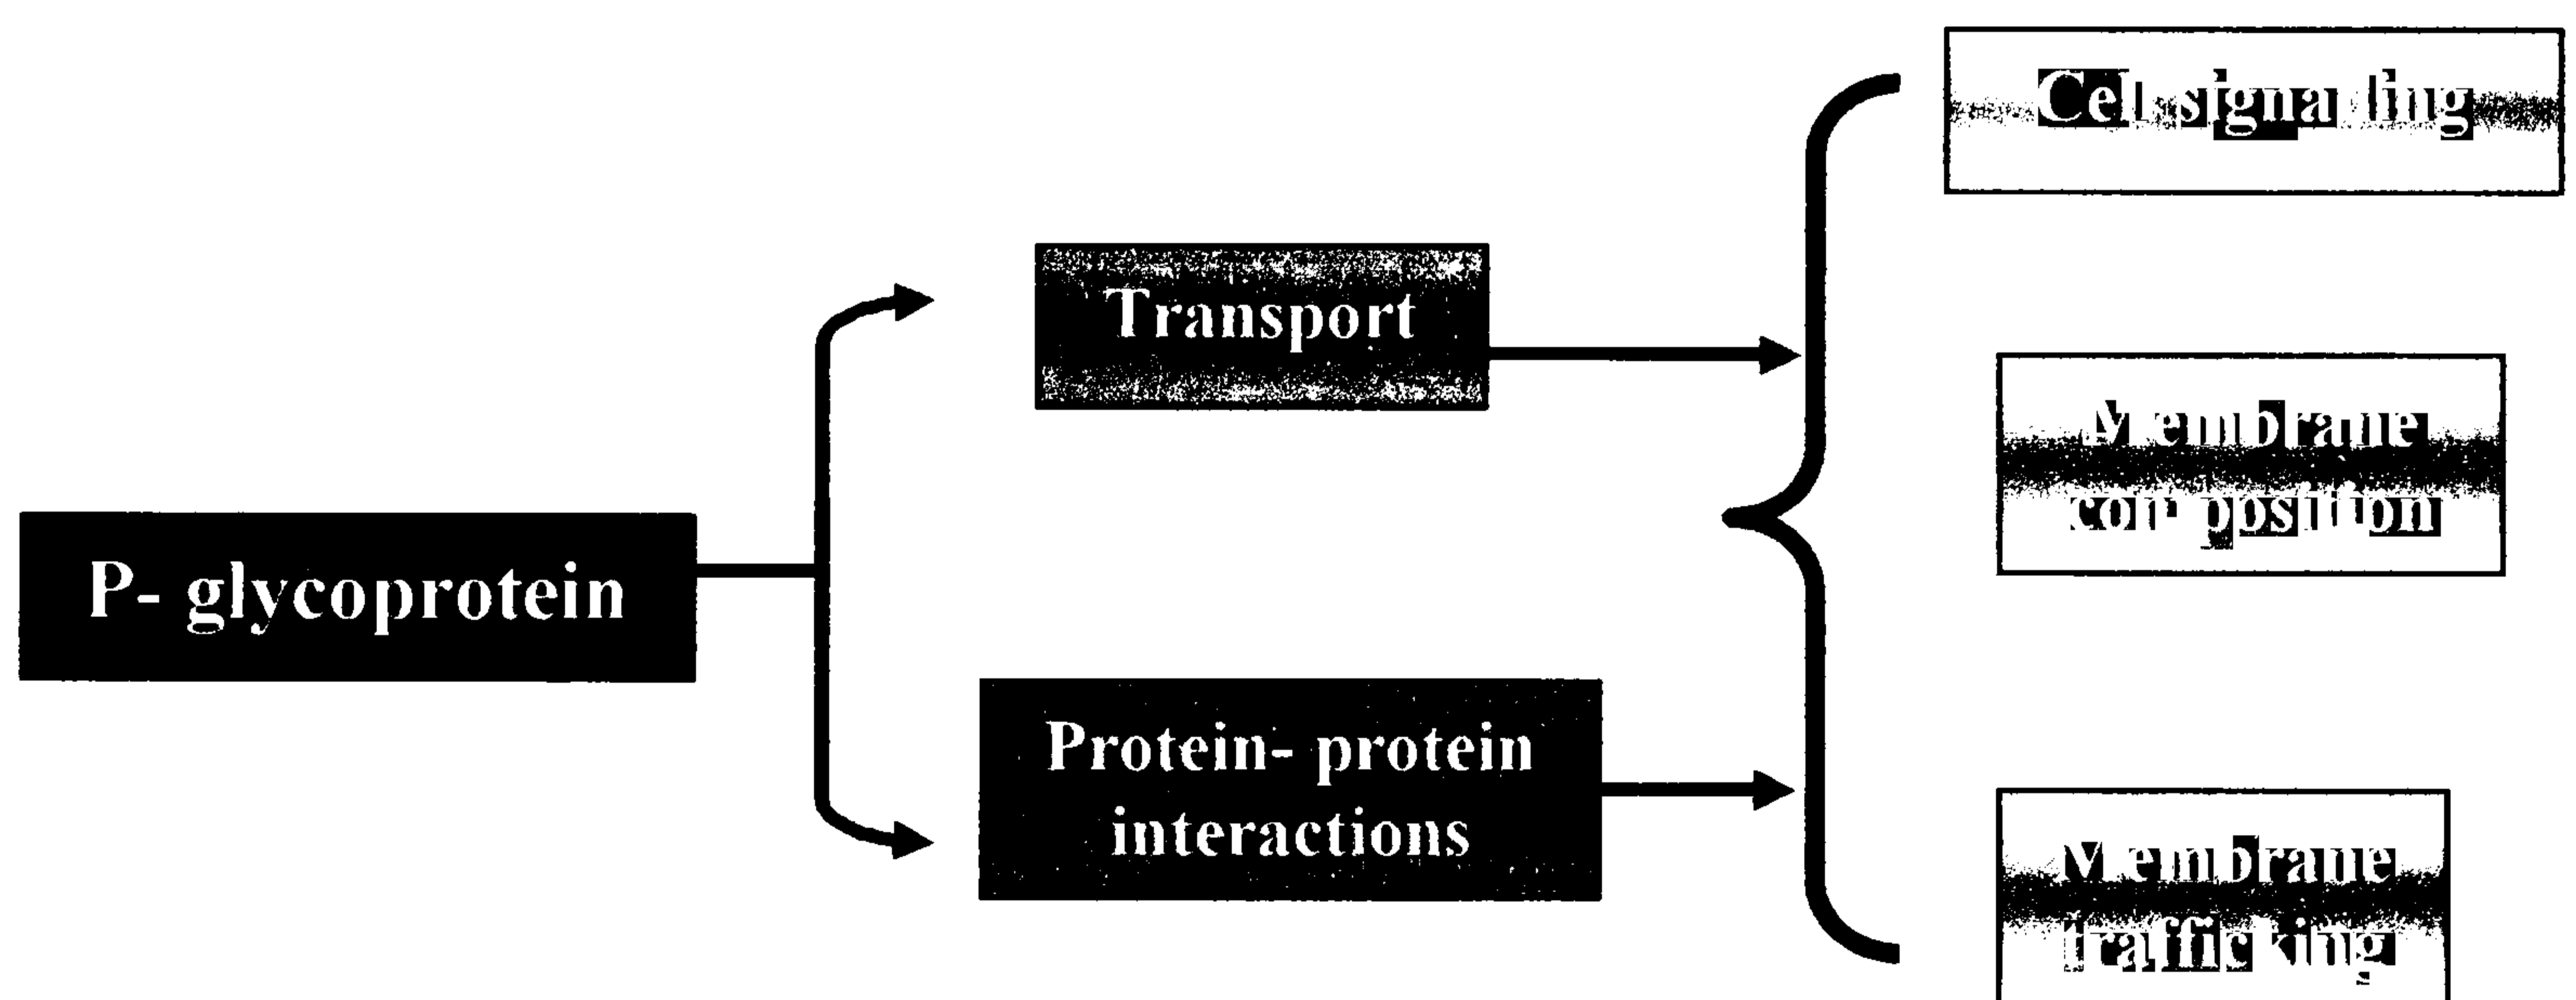 Cell signalling
Transport
Membrane
composition
P- glycoprotein
Protein- protein
interactions
Membrane
trafficking